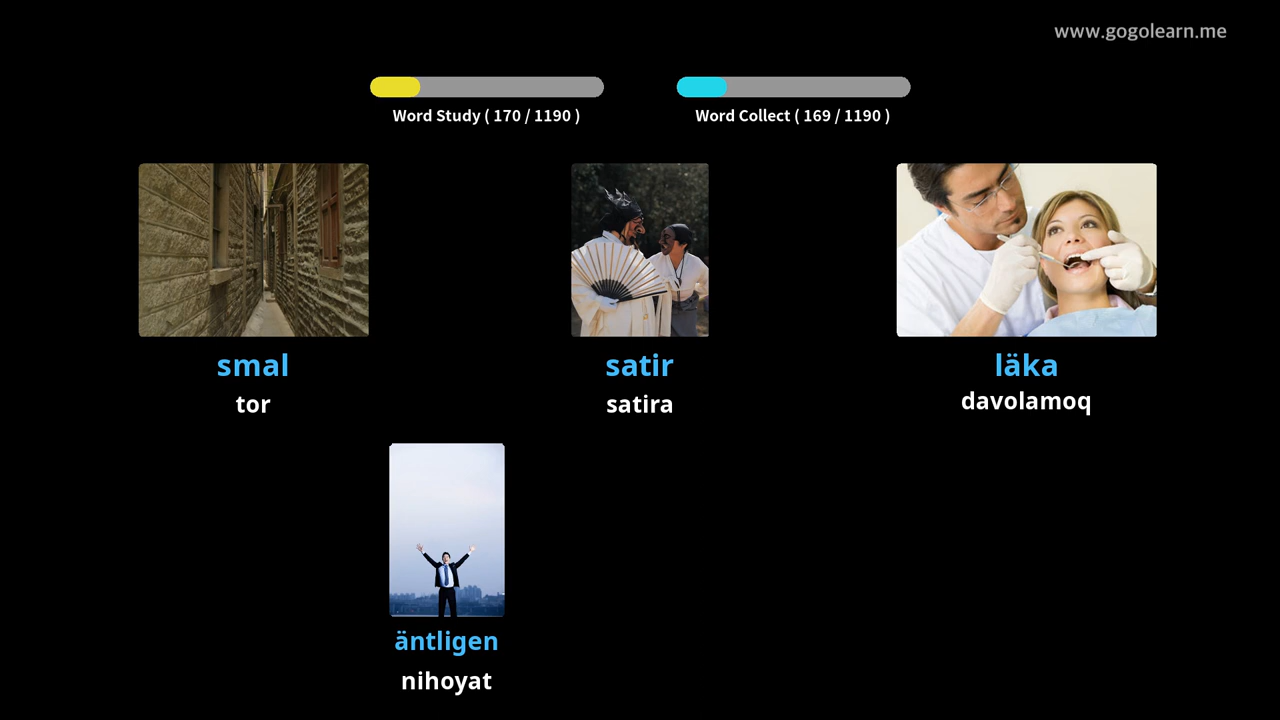 www.gogolearn.me
Word Study ( 170 / 1190 )
Word Collect ( 169 / 1190 )
smal
tor
satir
satira
läka
davolamoq
äntligen
nihoyat